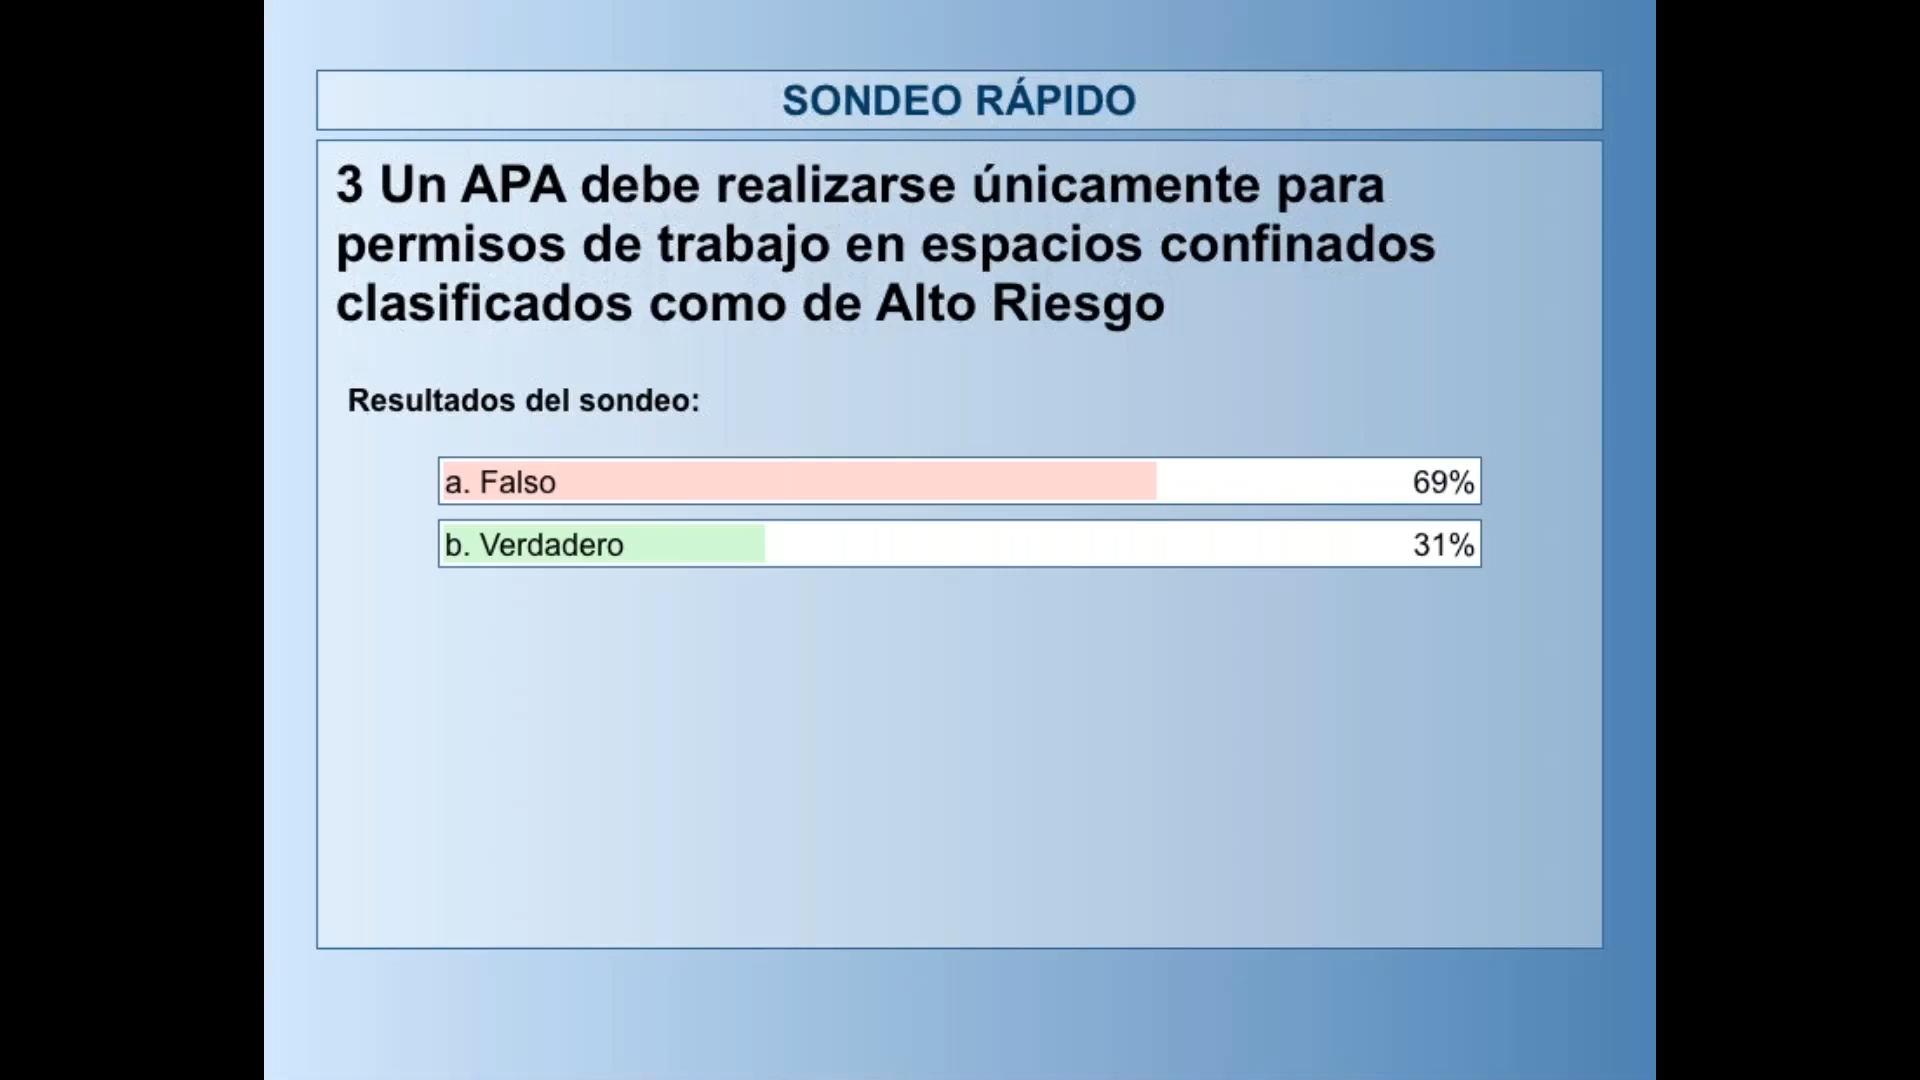 SONDEO RÁPIDO
3 Un APA debe realizarse únicamente para
permisos de trabajo en espacios confinados
clasificados como de Alto Riesgo
Resultados del sondeo:
a. Falso 69%
b. Verdadero 31%